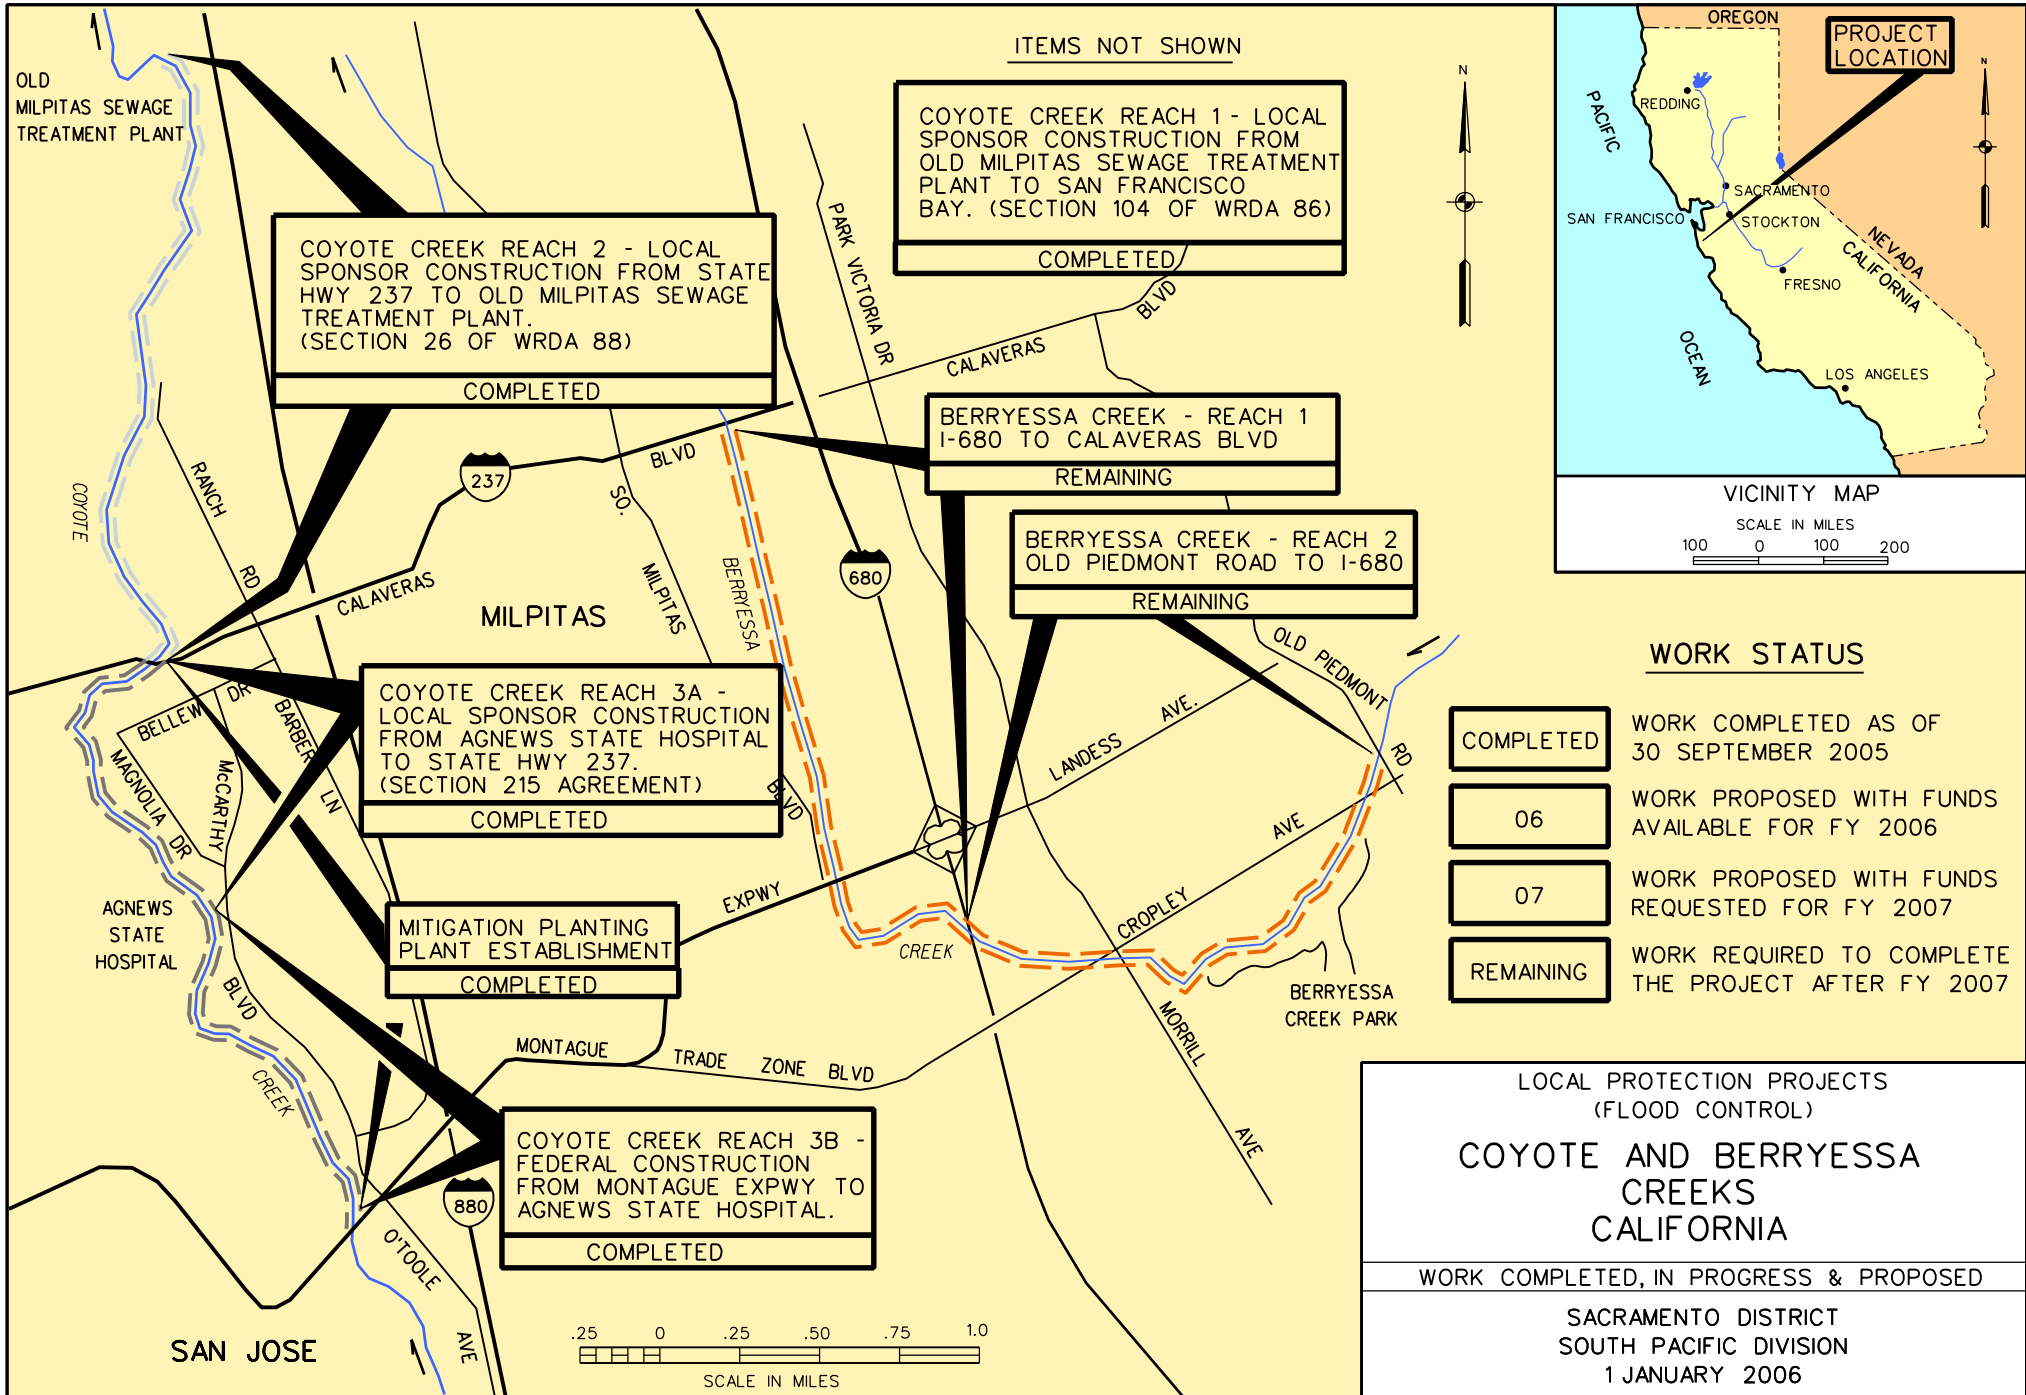 OLD
MILPITAS SEWAGE
TREATMENT PLANT
ITEMS NOT SHOWN
COYOTE CREEK REACH 1 - LOCAL
SPONSOR CONSTRUCTION FROM
OLD MILPITAS SEWAGE TREATMENT
PLANT TO SAN FRANCISCO
BAY. (SECTION 104 OF WRDA 86)
COMPLETED
N
COYOTE CREEK REACH 2 - LOCAL
SPONSOR CONSTRUCTION FROM STATE
HWY 237 TO OLD MILPITAS SEWAGE
TREATMENT PLANT.
(SECTION 26 OF WRDA 88)
COMPLETED
PARK VICTORIA DR
CALAVERAS
BLVD
BERRYESSA CREEK - REACH 1
I-680 TO CALAVERAS BLVD
REMAINING
BERRYESSA CREEK - REACH 2
OLD PIEDMONT ROAD TO I-680
REMAINING
COYOTE
RANCH
RD
237
BLVD
SO.
MILPITAS
BLVD
BERRYESSA
680
CALAVERAS
MILPITAS
COYOTE CREEK REACH 3A -
LOCAL SPONSOR CONSTRUCTION
FROM AGNEWS STATE HOSPITAL
TO STATE HWY 237.
(SECTION 215 AGREEMENT)
COMPLETED
BELLEW DR
BARBER LN
MAGNOLIA DR
McCARTHY
BLVD
OLD PIEDMONT
RD
LANDESS
AVE.
CROPLEY
AVE
EXPWY
AGNEWS
STATE
HOSPITAL
MITIGATION PLANTING
PLANT ESTABLISHMENT
COMPLETED
CREEK
BERRYESSA
CREEK PARK
MORRILL
AVE
MONTAGUE
TRADE ZONE BLVD
CREEK
COYOTE CREEK REACH 3B -
FEDERAL CONSTRUCTION
FROM MONTAGUE EXPWY TO
AGNEWS STATE HOSPITAL.
COMPLETED
880
O'TOOLE
AVE
SAN JOSE
.25 0 .25 .50 .75 1.0
SCALE IN MILES
OREGON
PROJECT
LOCATION
N
PACIFIC
OCEAN
REDDING
SACRAMENTO
SAN FRANCISCO
STOCKTON
NEVADA
CALIFORNIA
FRESNO
LOS ANGELES
VICINITY MAP
SCALE IN MILES
100 0 100 200
WORK STATUS
COMPLETED
WORK COMPLETED AS OF
30 SEPTEMBER 2005
06
WORK PROPOSED WITH FUNDS
AVAILABLE FOR FY 2006
07
WORK PROPOSED WITH FUNDS
REQUESTED FOR FY 2007
REMAINING
WORK REQUIRED TO COMPLETE
THE PROJECT AFTER FY 2007
LOCAL PROTECTION PROJECTS
(FLOOD CONTROL)
COYOTE AND BERRYESSA
CREEKS
CALIFORNIA
WORK COMPLETED, IN PROGRESS & PROPOSED
SACRAMENTO DISTRICT
SOUTH PACIFIC DIVISION
1 JANUARY 2006